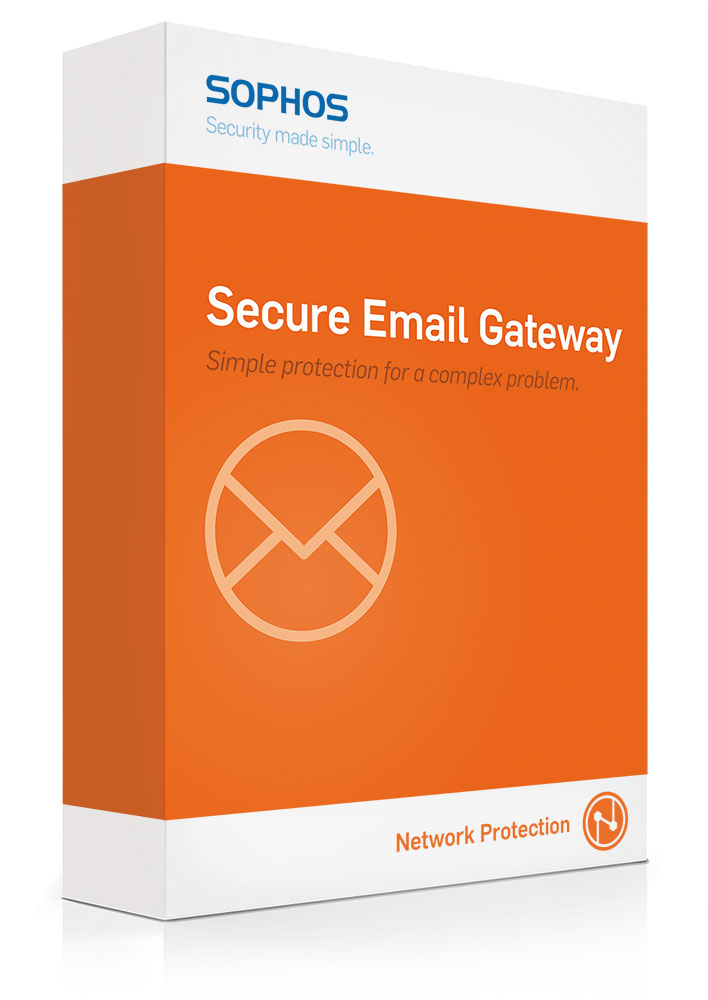 SOPHOS
Security made simple.
Secure Email Gateway
Simple protection for a complex problem.
Network Protection